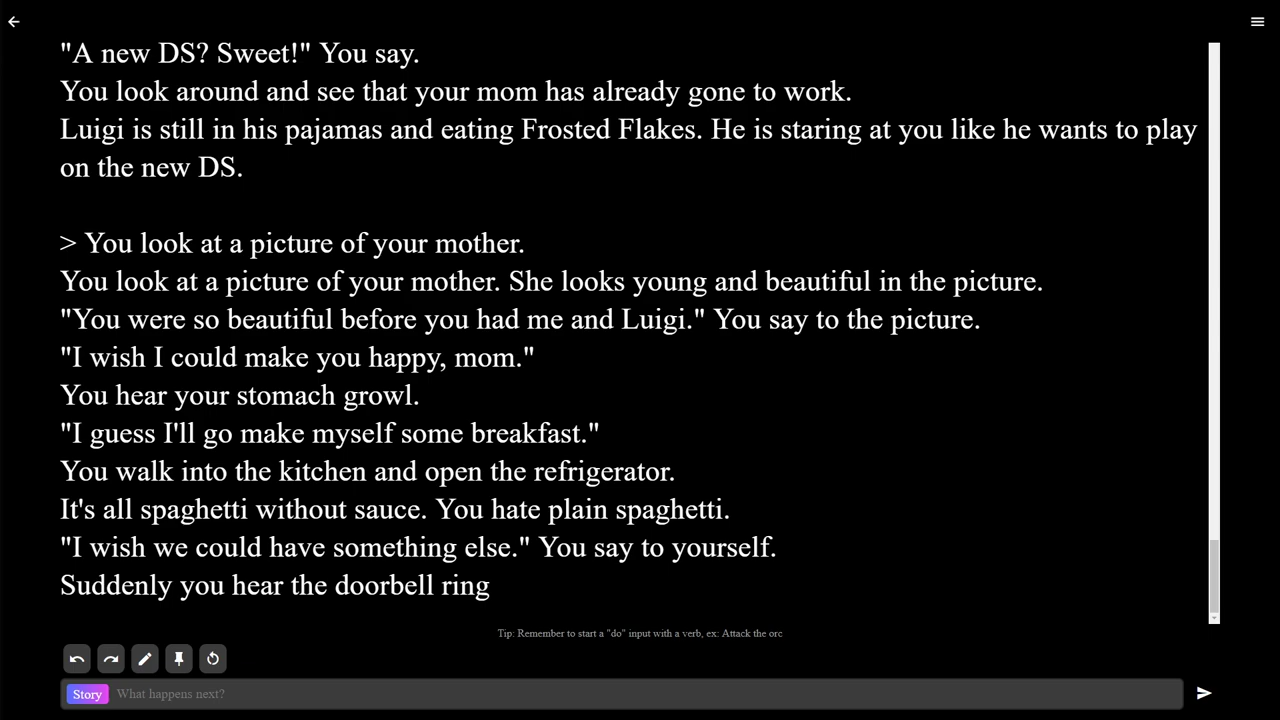 "A new DS? Sweet!" You say.
You look around and see that your mom has already gone to work.
Luigi is still in his pajamas and eating Frosted Flakes. He is staring at you like he wants to play
on the new DS.
> You look at a picture of your mother.
You look at a picture of your mother. She looks young and beautiful in the picture.
"You were so beautiful before you had me and Luigi." You say to the picture.
"I wish I could make you happy, mom."
You hear your stomach growl.
"I guess I'll go make myself some breakfast."
You walk into the kitchen and open the refrigerator.
It's all spaghetti without sauce. You hate plain spaghetti.
"I wish we could have something else." You say to yourself.
Suddenly you hear the doorbell ring
Tip: Remember to start a "do" input with a verb, ex: Attack the orc
Story What happens next?